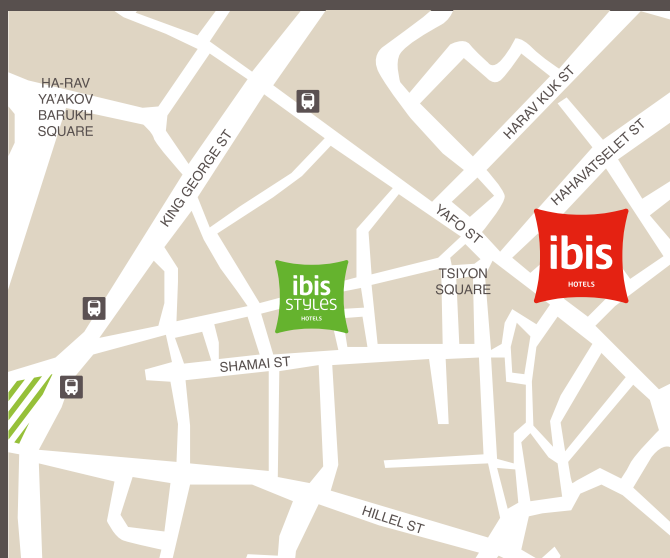 HA-RAV
YA'AKOV
BARUKH
SQUARE
KING GEORGE ST
HARAV KUK ST
HAHAVATSELET ST
YAFO ST
ibis
HOTELS
TSIYON
SQUARE
ibis
STYLES
HOTELS
SHAMAI ST
HILLEL ST